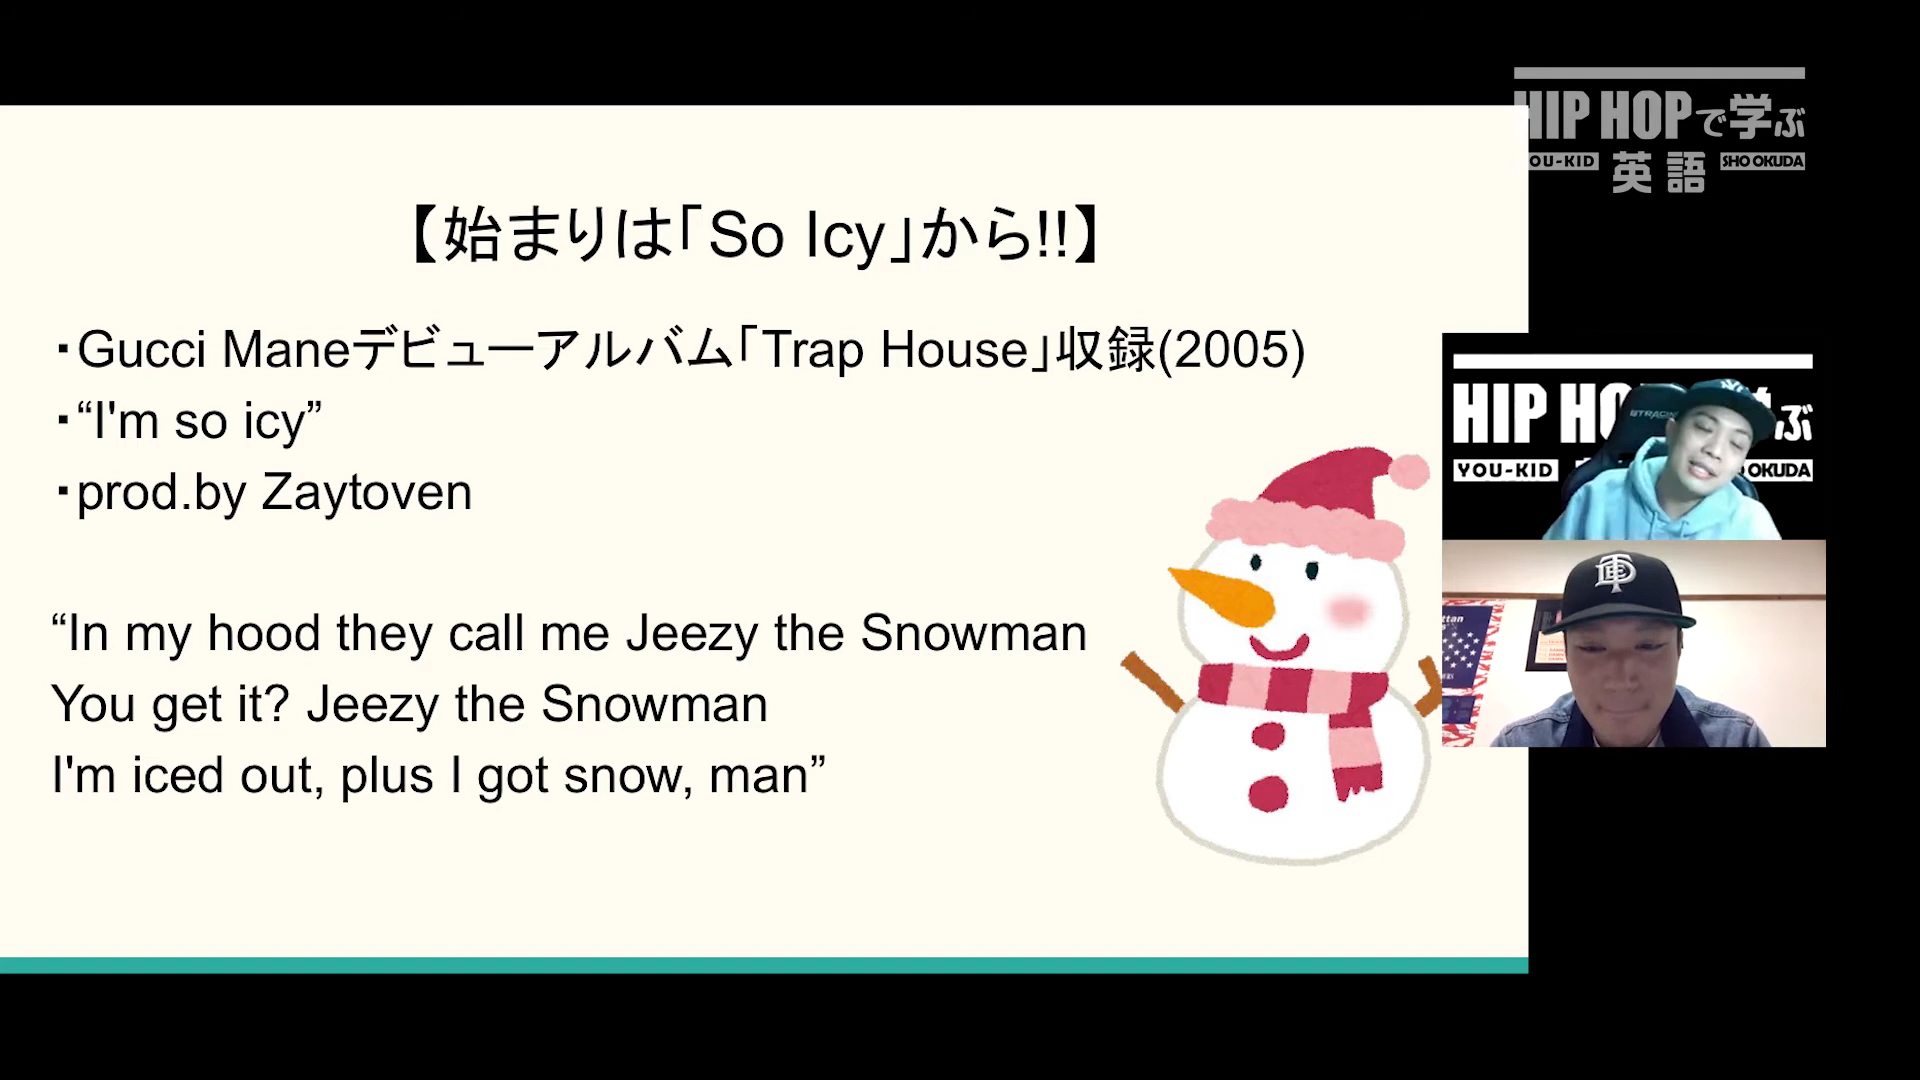 HIP HOPで学ぶ
OU-KID 英語 SHO OKUDA
【始まりは「So Icy」から!!】
・Gucci Maneデビューアルバム「Trap House」収録(2005)
・“I'm so icy”
・prod.by Zaytoven
“In my hood they call me Jeezy the Snowman
You get it? Jeezy the Snowman
I'm iced out, plus I got snow, man”
HIP HO ぶ
YOU-KID OKUDA